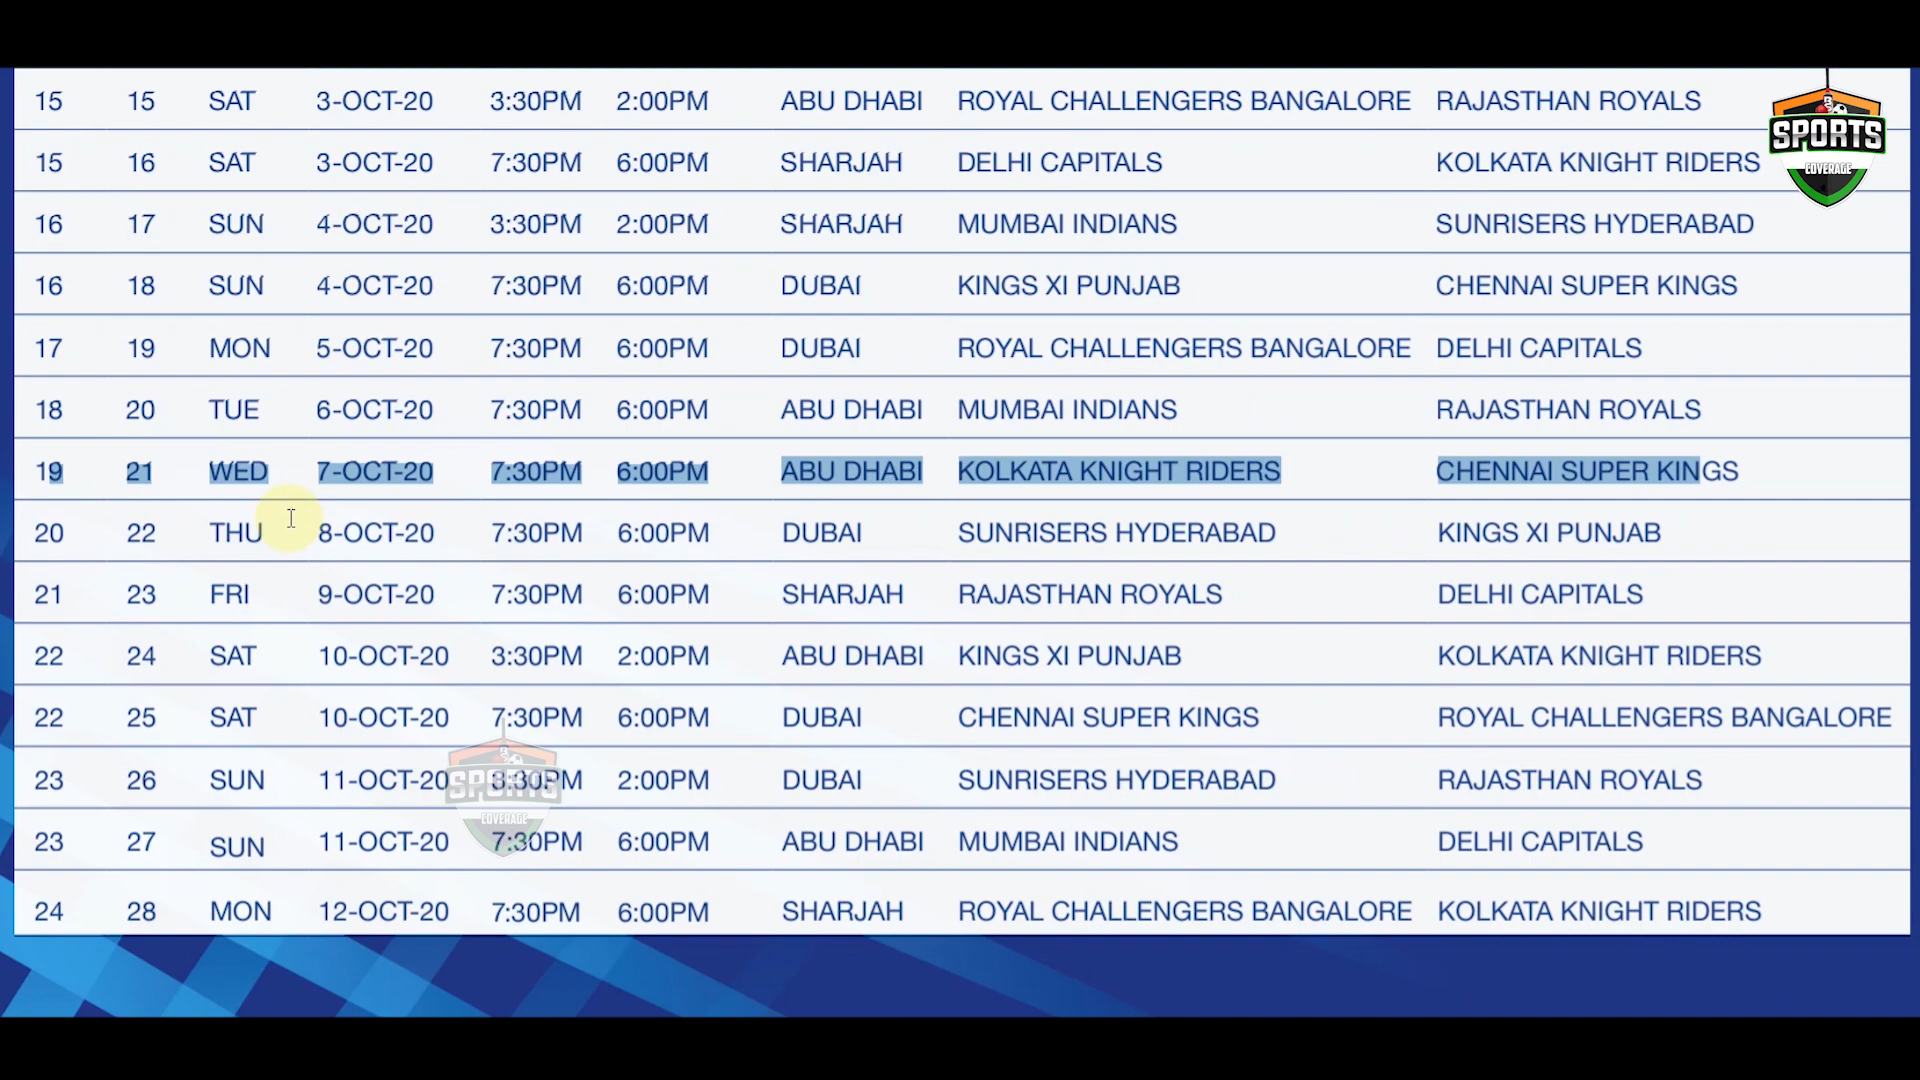 15 15 SAT 3-OCT-20 3:30PM 2:00PM ABU DHABI ROYAL CHALLENGERS BANGALORE RAJASTHAN ROYALS
15 16 SAT 3-OCT-20 7:30PM 6:00PM SHARJAH DELHI CAPITALS KOLKATA KNIGHT RIDERS
SPORTS
COVERAGE
16 17 SUN 4-OCT-20 3:30PM 2:00PM SHARJAH MUMBAI INDIANS SUNRISERS HYDERABAD
16 18 SUN 4-OCT-20 7:30PM 6:00PM DUBAI KINGS XI PUNJAB CHENNAI SUPER KINGS
17 19 MON 5-OCT-20 7:30PM 6:00PM DUBAI ROYAL CHALLENGERS BANGALORE DELHI CAPITALS
18 20 TUE 6-OCT-20 7:30PM 6:00PM ABU DHABI MUMBAI INDIANS RAJASTHAN ROYALS
19 21 WED 7-OCT-20 7:30PM 6:00PM ABU DHABI KOLKATA KNIGHT RIDERS CHENNAI SUPER KINGS
20 22 THU 8-OCT-20 7:30PM 6:00PM DUBAI SUNRISERS HYDERABAD KINGS XI PUNJAB
21 23 FRI 9-OCT-20 7:30PM 6:00PM SHARJAH RAJASTHAN ROYALS DELHI CAPITALS
22 24 SAT 10-OCT-20 3:30PM 2:00PM ABU DHABI KINGS XI PUNJAB KOLKATA KNIGHT RIDERS
22 25 SAT 10-OCT-20 7:30PM 6:00PM DUBAI CHENNAI SUPER KINGS ROYAL CHALLENGERS BANGALORE
23 26 SUN 11-OCT-20 3:30PM 2:00PM DUBAI SUNRISERS HYDERABAD RAJASTHAN ROYALS
SPORTS
COVERAGE
23 27 SUN 11-OCT-20 7:30PM 6:00PM ABU DHABI MUMBAI INDIANS DELHI CAPITALS
24 28 MON 12-OCT-20 7:30PM 6:00PM SHARJAH ROYAL CHALLENGERS BANGALORE KOLKATA KNIGHT RIDERS